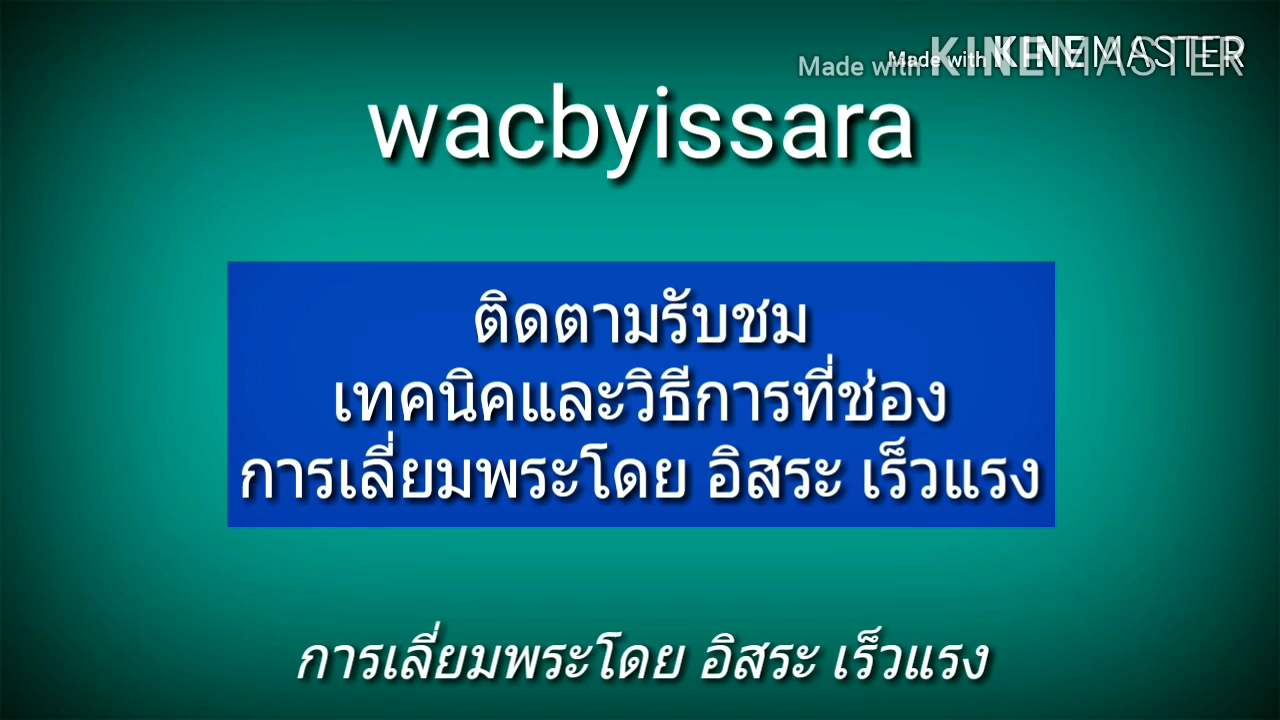 Made with KINEMASTER
Made with KINEMASTER
wacbyissara
ติดตามรับชม
เทคนิคและวิธีการที่ช่อง
การเลี่ยมพระโดย อิสระ เร็วแรง
การเลี่ยมพระโดย อิสระ เร็วแรง